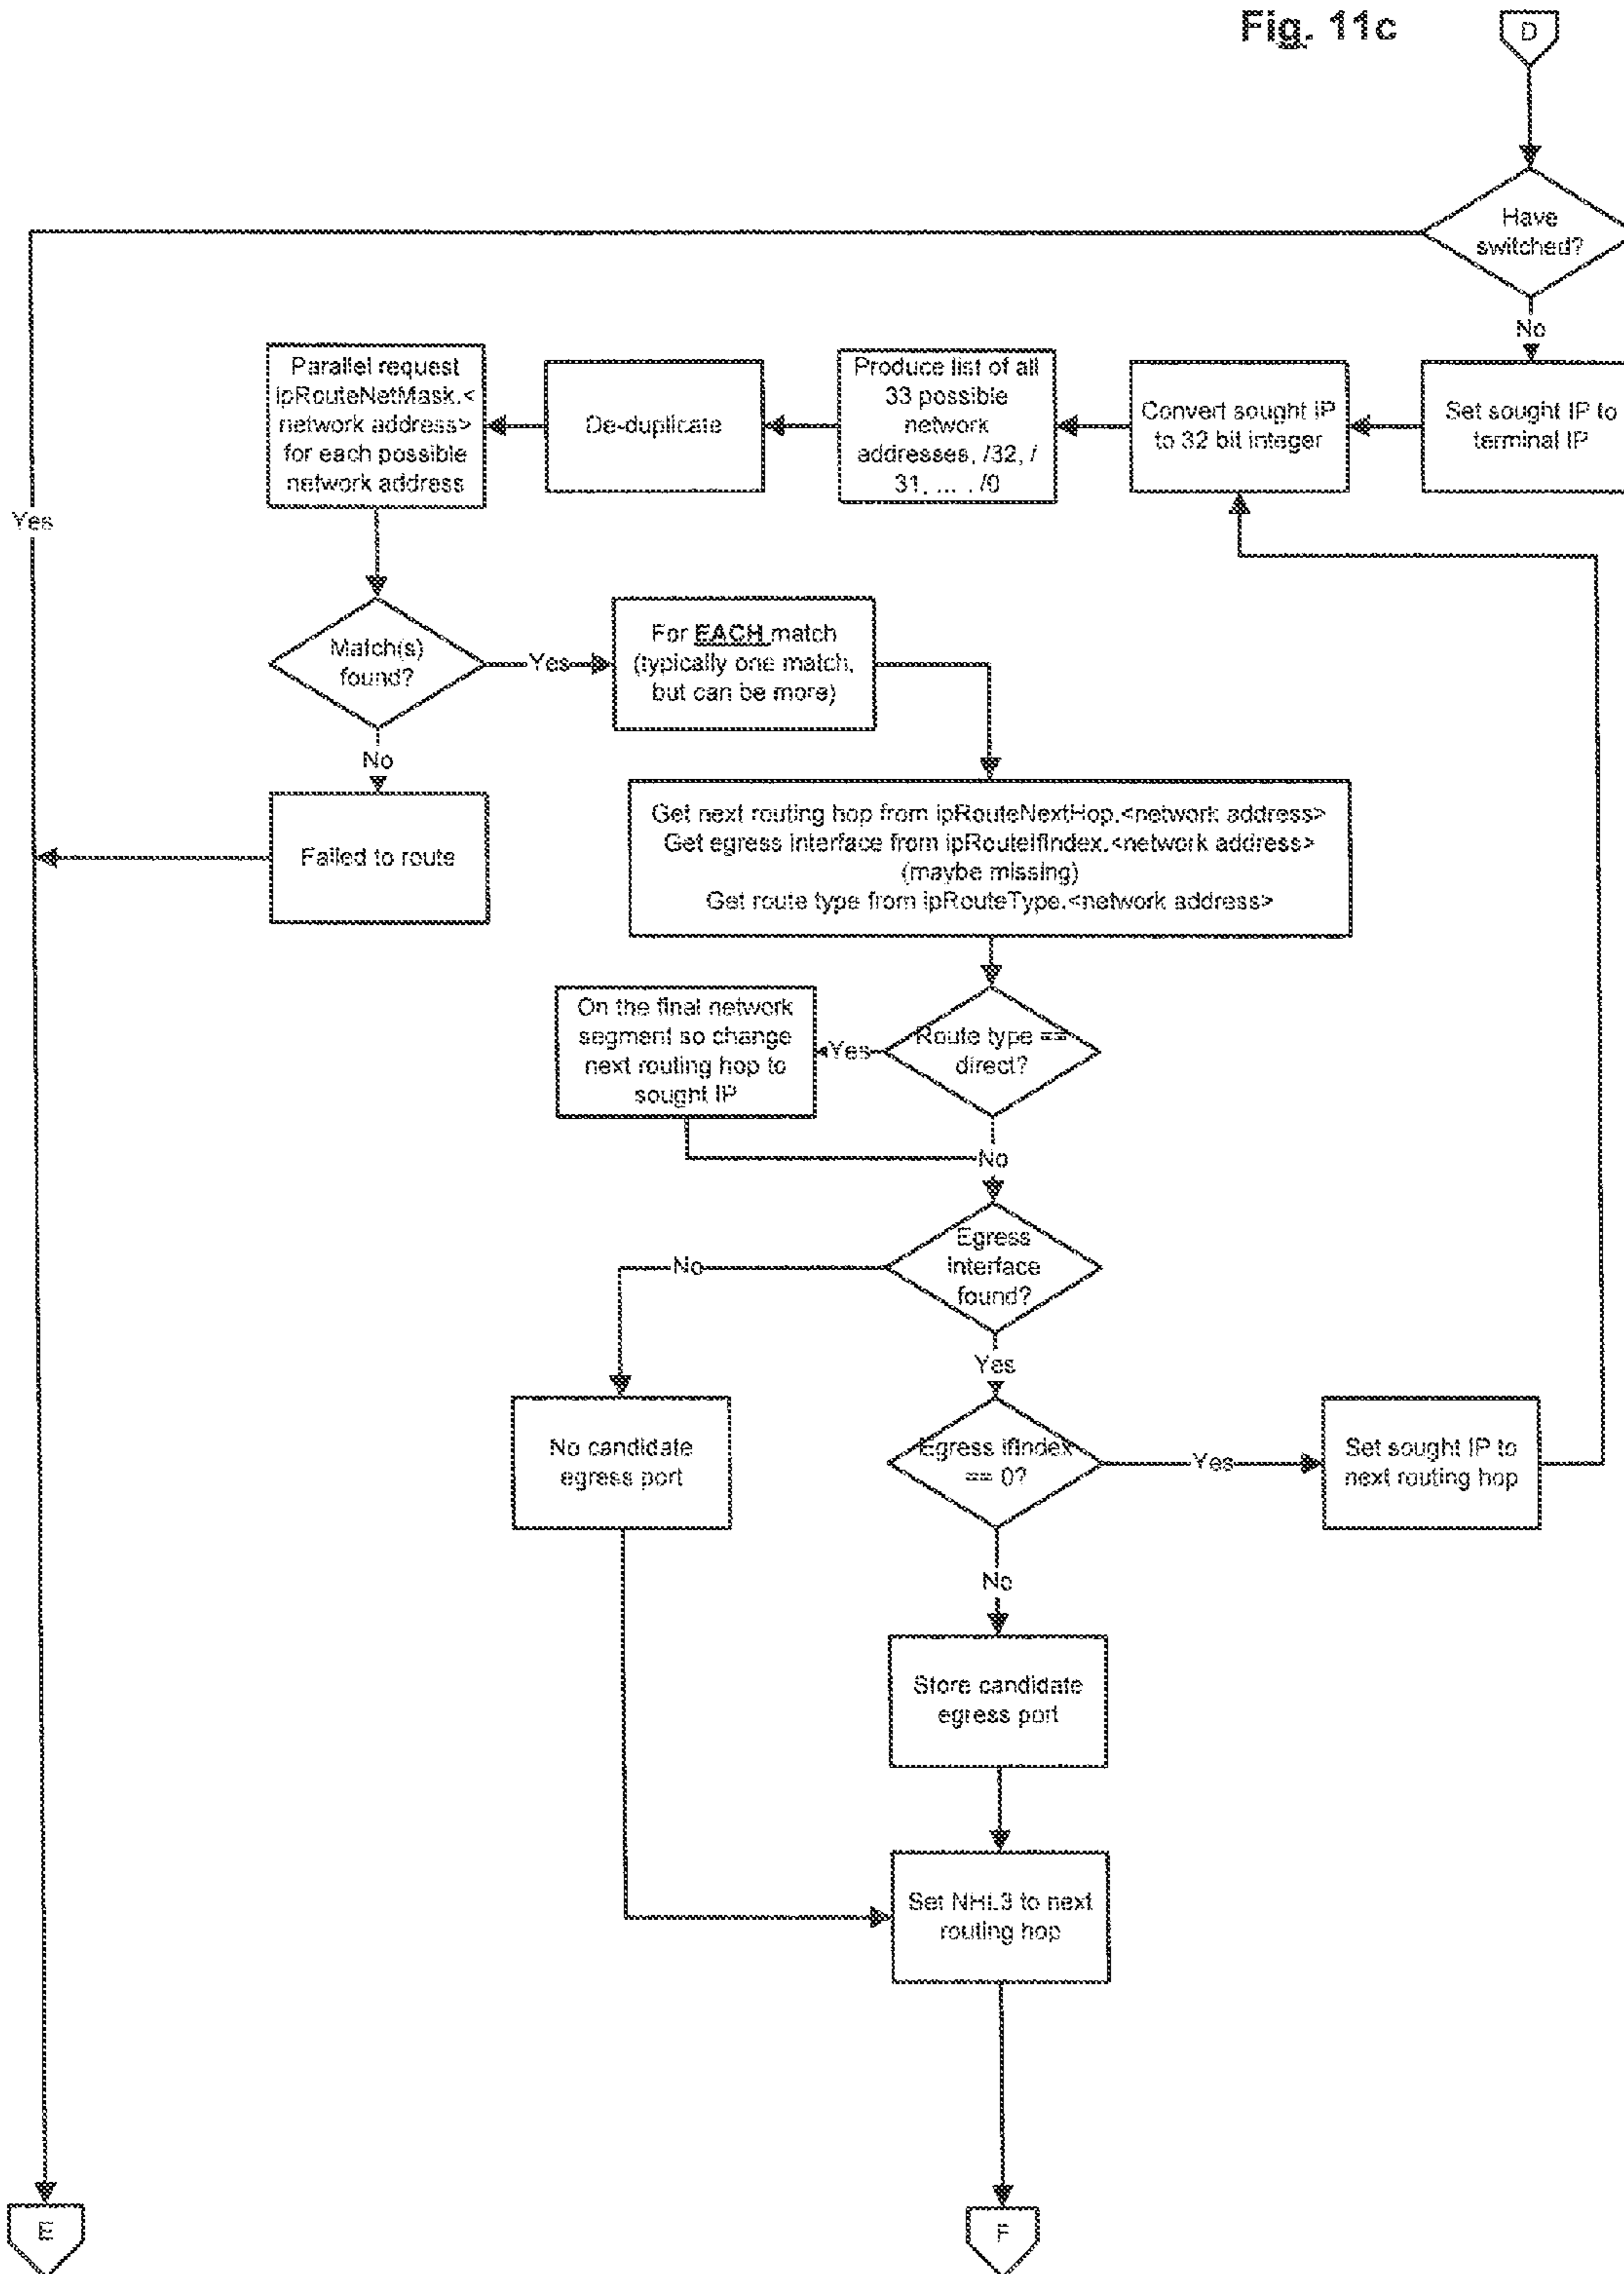 Fig. 11c
D
Have
switched?
No
Parallel request
ipRouteNetMask.<
network address>
for each possible
network address
De-duplicate
Produce list of all
33 possible
network
addresses, /32, /
31, ... . /0
Convert sought IP
to 32 bit integer
Set sought IP to
terminal IP
Yes
Match(s)
found?
Yes
For EACH match
(typically one match,
but can be more)
No
Failed to route
Get next routing hop from ipRouteNextHop.<network address>
Get egress interface from ipRouteIfIndex.<network address>
(maybe missing)
Get route type from ipRouteType.<network address>
On the final network
segment so change
next routing hop to
sought IP
Yes
Route type ==
direct?
No
Egress
interface
found?
No
Yes
No candidate
egress port
Egress ifIndex
== 0?
Yes
Set sought IP to
next routing hop
No
Store candidate
egress port
Set NHL3 to next
routing hop
E
F